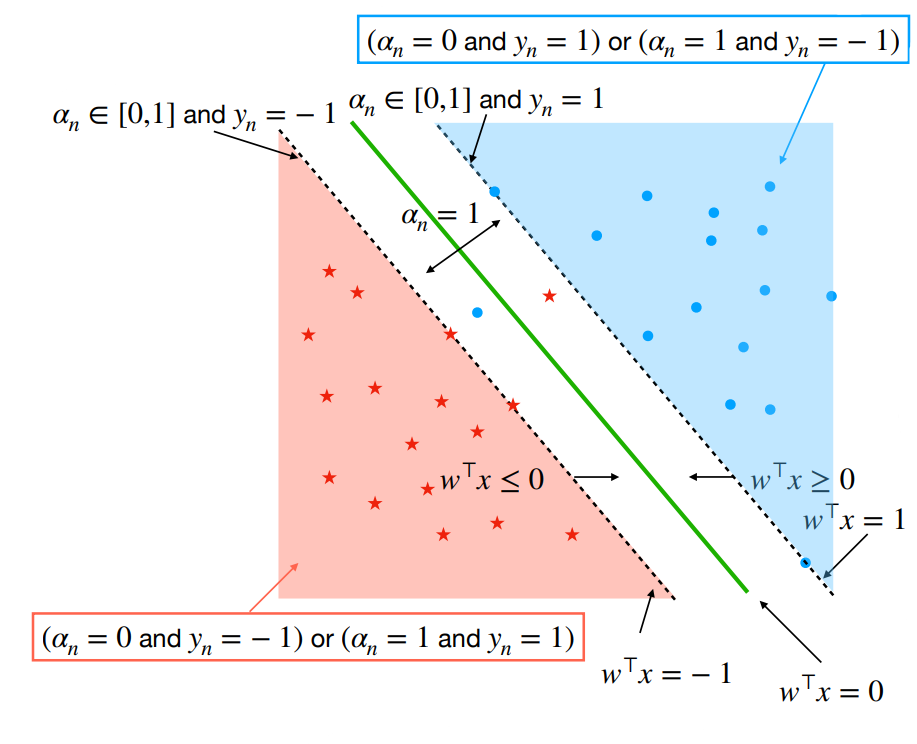 (αₙ = 0 and yₙ = 1) or (αₙ = 1 and yₙ = − 1)
αₙ ∈ [0,1] and yₙ = − 1
αₙ ∈ [0,1] and yₙ = 1
αₙ = 1
w⊤x ≤ 0
w⊤x ≥ 0
w⊤x = 1
(αₙ = 0 and yₙ = − 1) or (αₙ = 1 and yₙ = 1)
w⊤x = − 1
w⊤x = 0